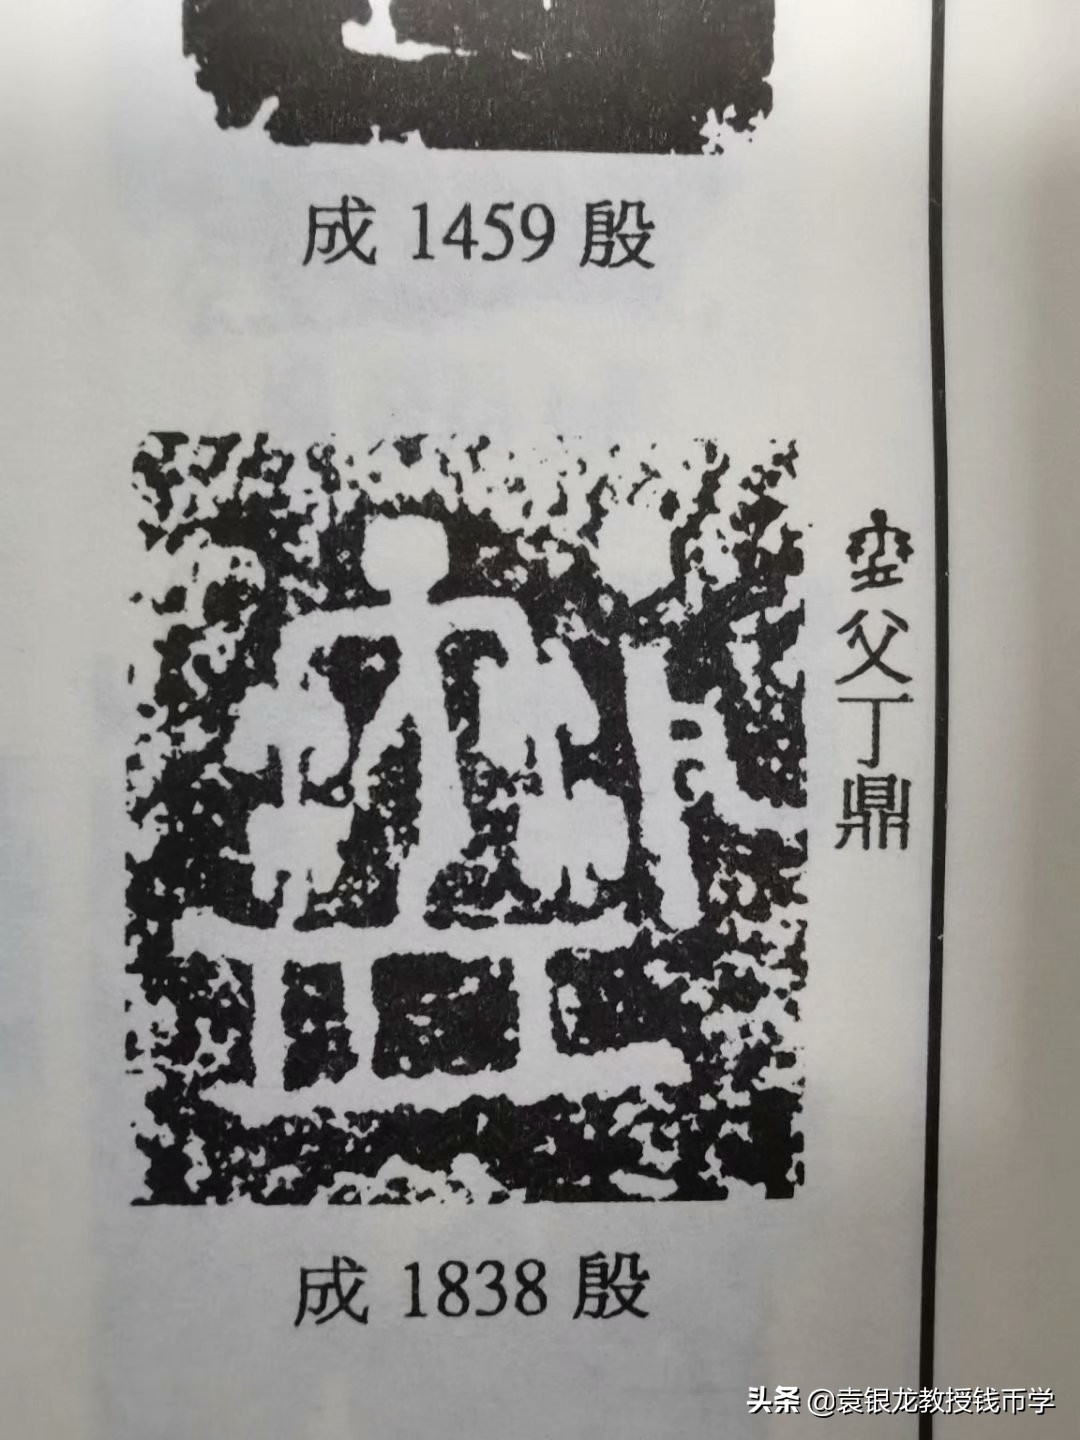 成 1459 殷
父丁鼎
成 1838 殷
头条 @袁银龙教授钱币学